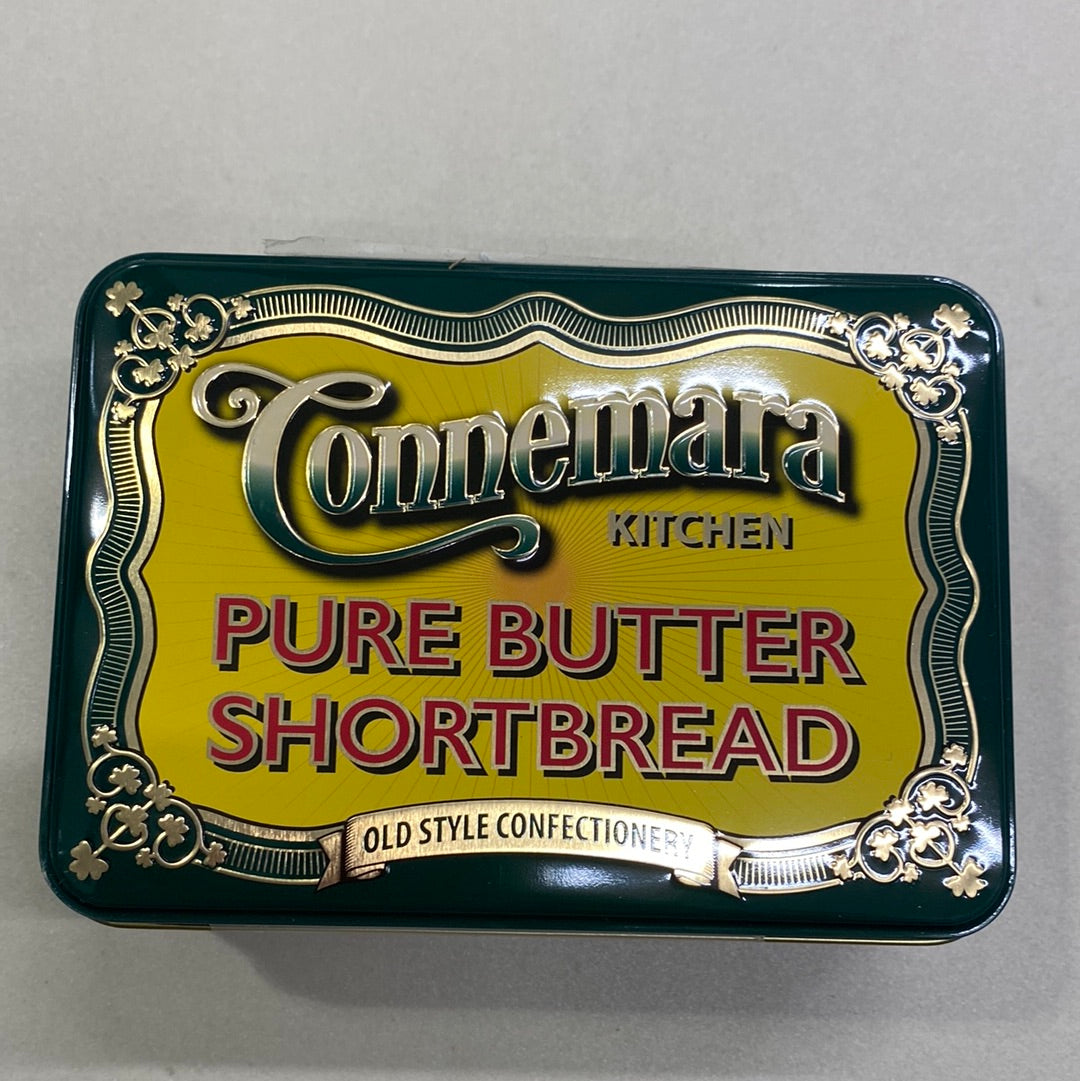 Connemara
KITCHEN
PURE BUTTER
SHORTBREAD
OLD STYLE CONFECTIONERY